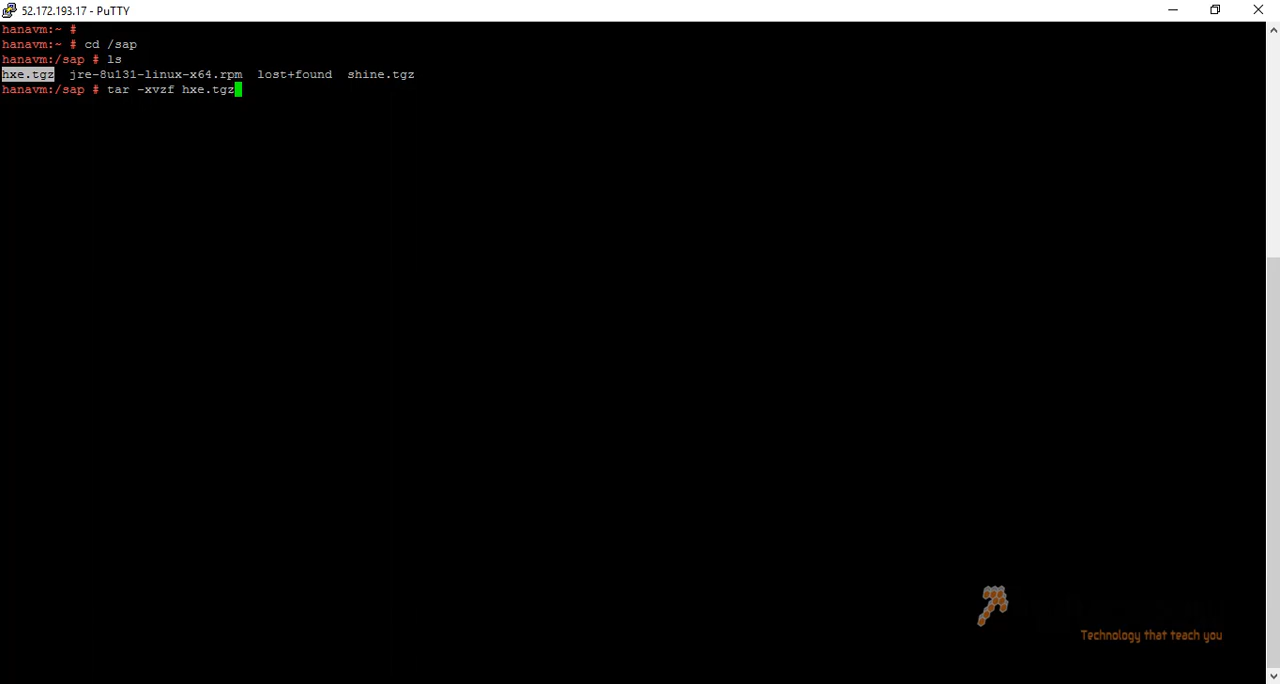 52.172.193.17 - PuTTY
hanavm:~ #
hanavm:~ # cd /sap
hanavm:/sap # ls
hxe.tgz  jre-8u131-linux-x64.rpm  lost+found  shine.tgz
hanavm:/sap # tar -xvzf hxe.tgz
Technology that teach you